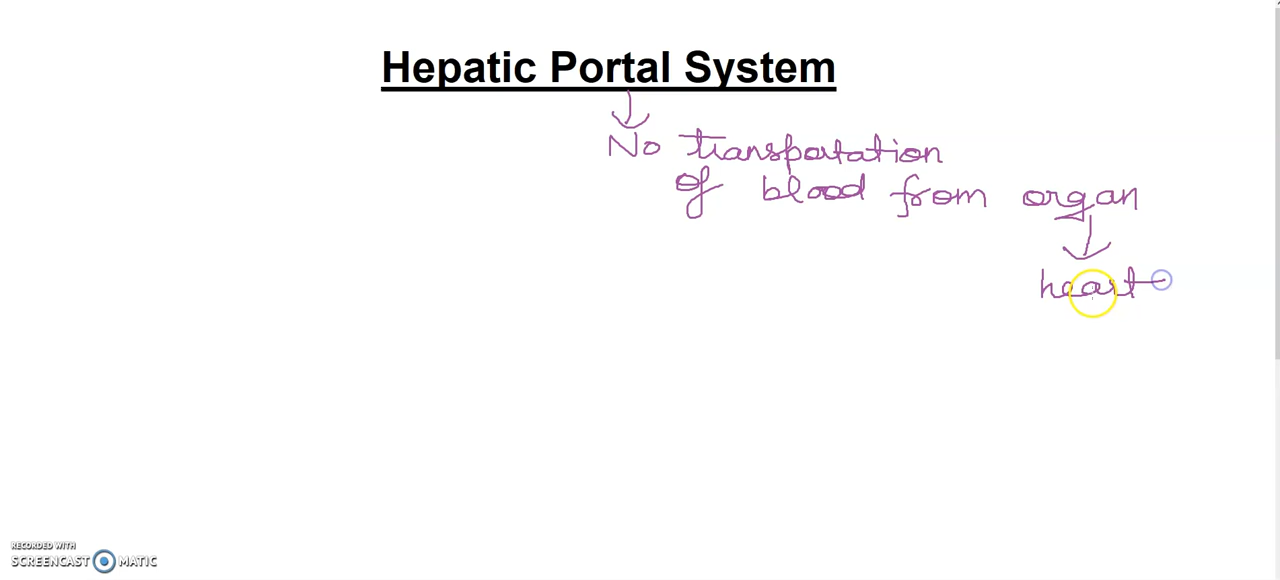 Hepatic Portal System
No transportation
of blood from organ
heart
RECORDED WITH
SCREENCAST MATIC